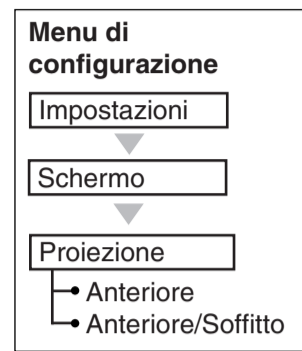 Menu di
configurazione
Impostazioni
Schermo
Proiezione
Anteriore
Anteriore/Soffitto